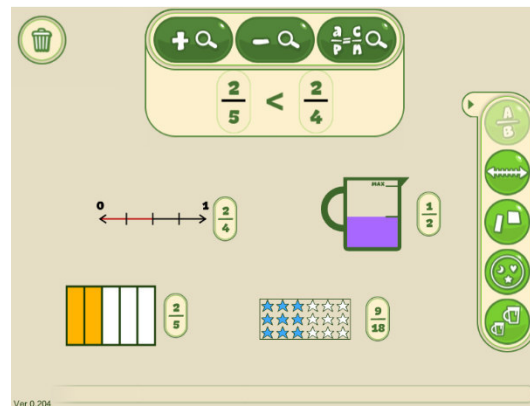 + - a/p = c/n
2/5 < 2/4
A/B
0 1 2/4
MAX 1/2
2/5
9/18
Ver 0.204